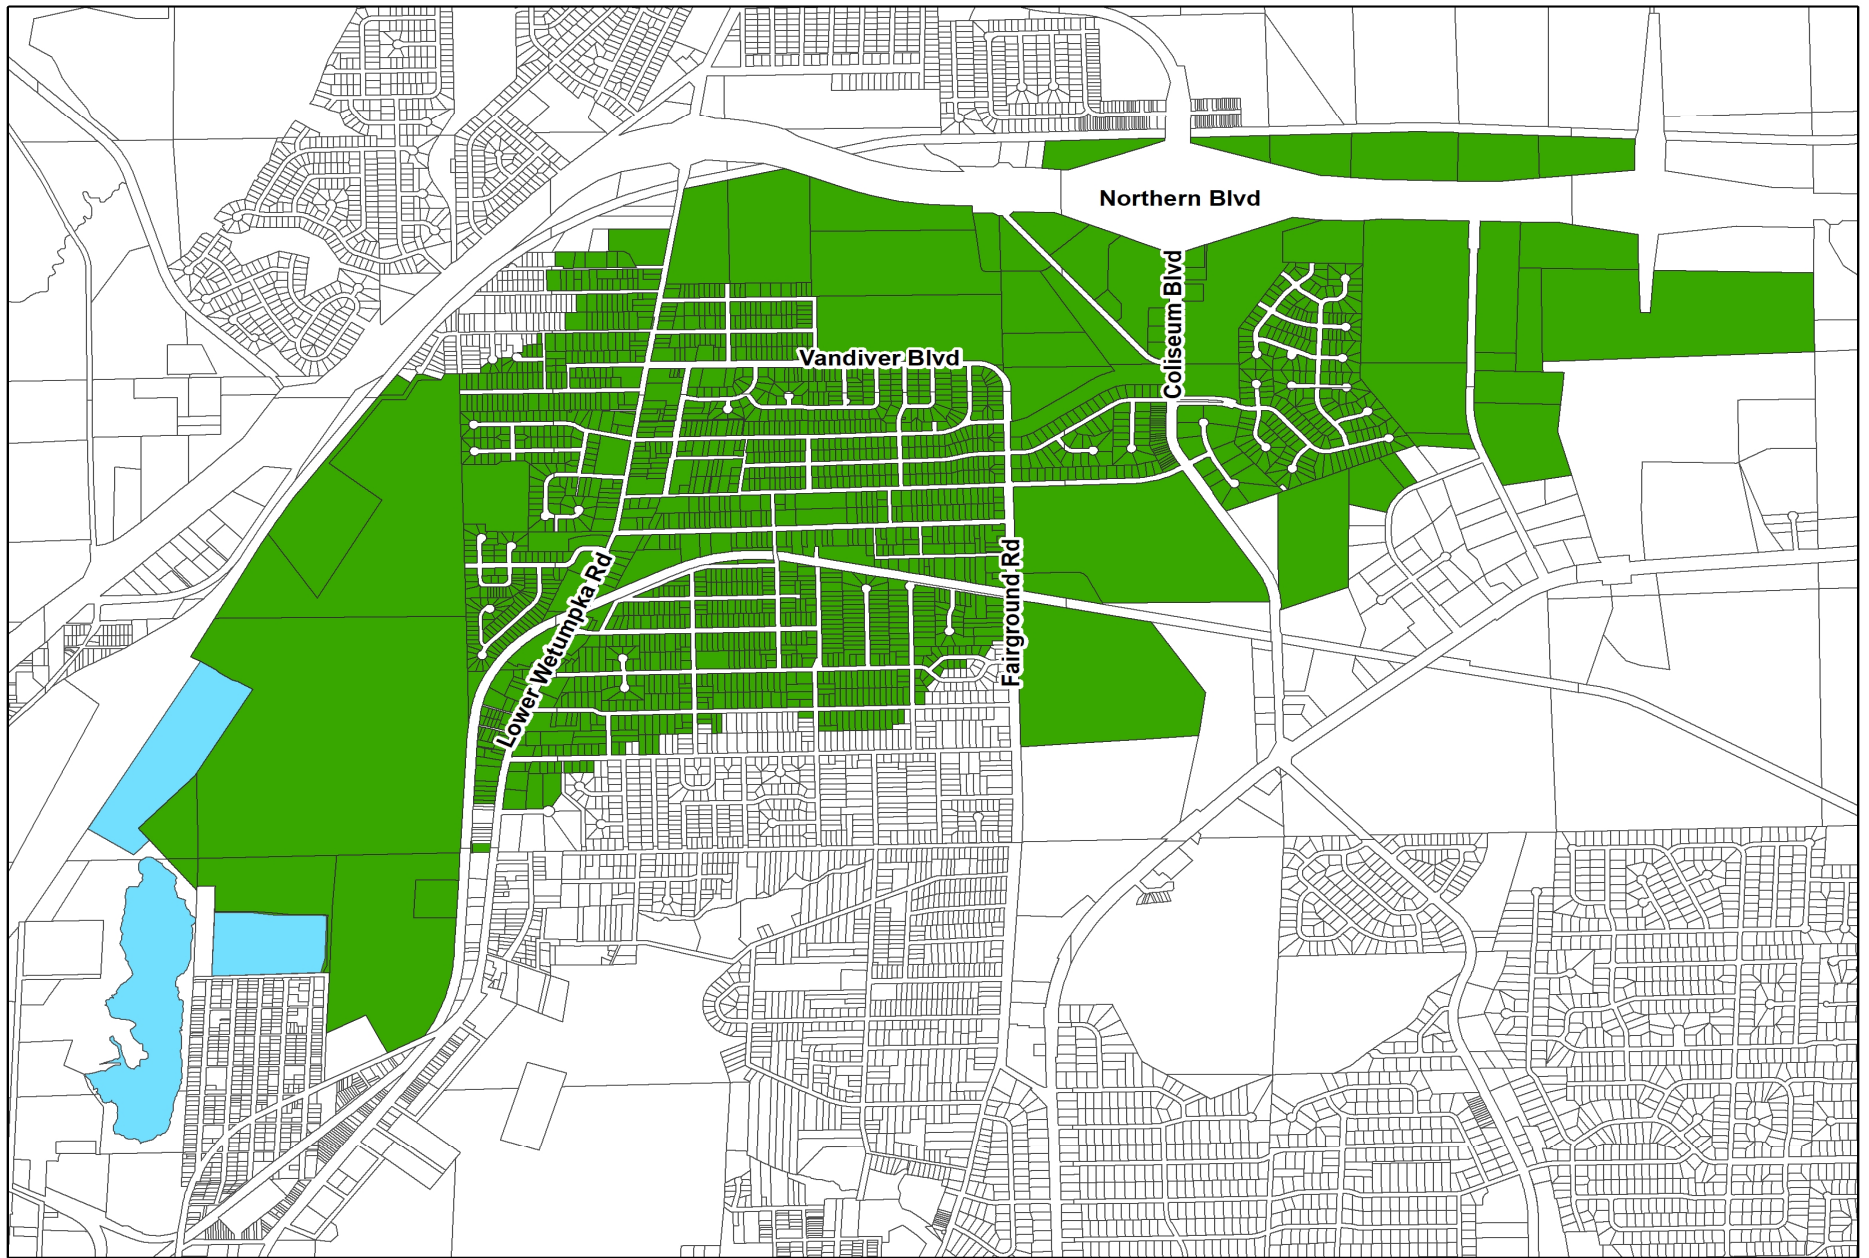 Northern Blvd
Coliseum Blvd
Vandiver Blvd
Fairground Rd
Lower Wetumpka Rd